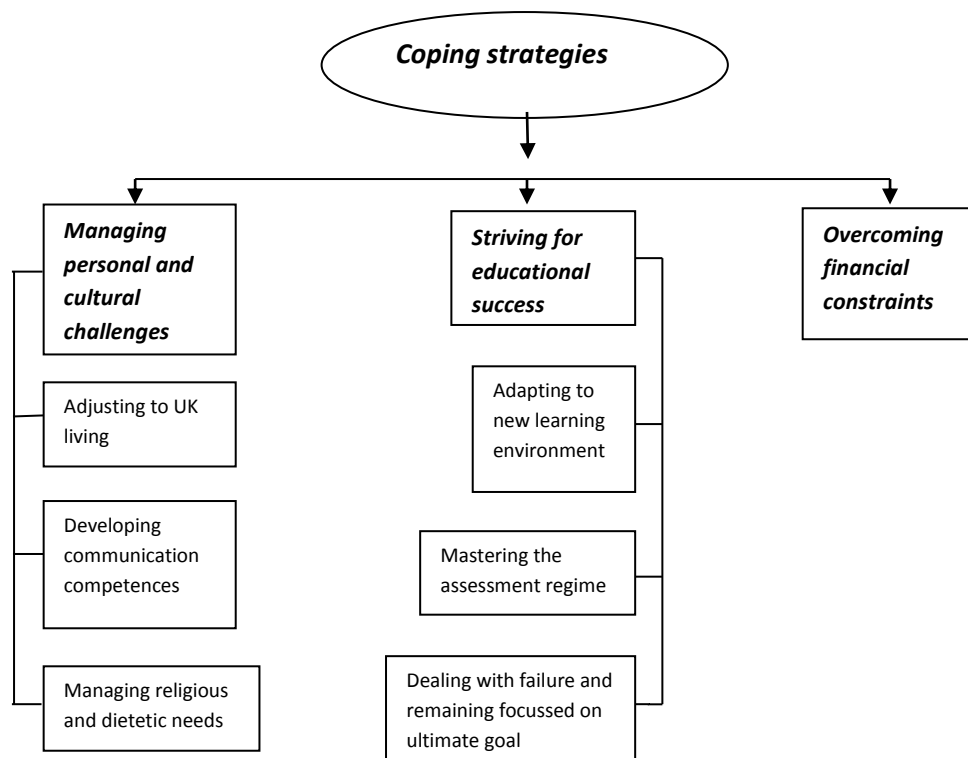 Coping strategies
Managing
personal and
cultural
challenges
Adjusting to UK
living
Developing
communication
competences
Managing religious
and dietetic needs
Striving for
educational
success
Adapting to
new learning
environment
Mastering the
assessment regime
Dealing with failure and
remaining focussed on
ultimate goal
Overcoming
financial
constraints